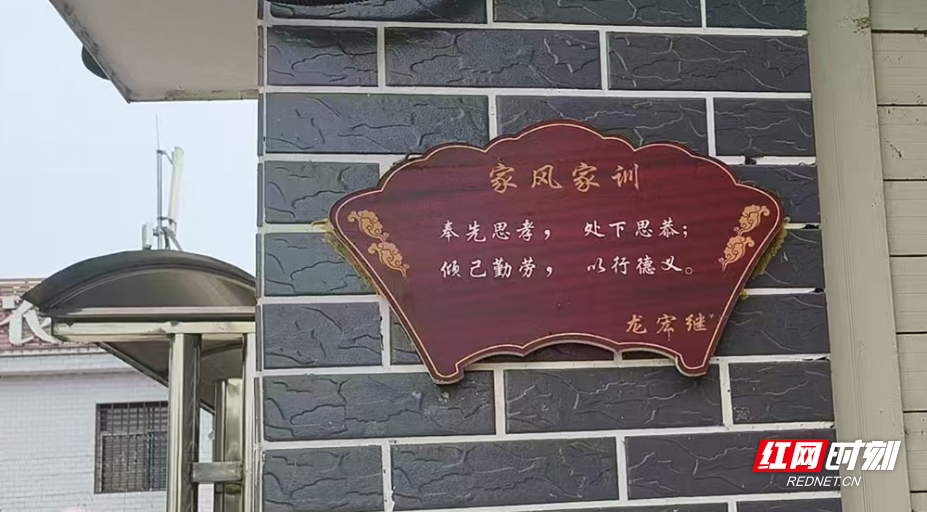 家风家训
奉先思孝，处下思恭；
倾己勤劳，以行德义。
龙宏继
红网时刻
REDNET.CN